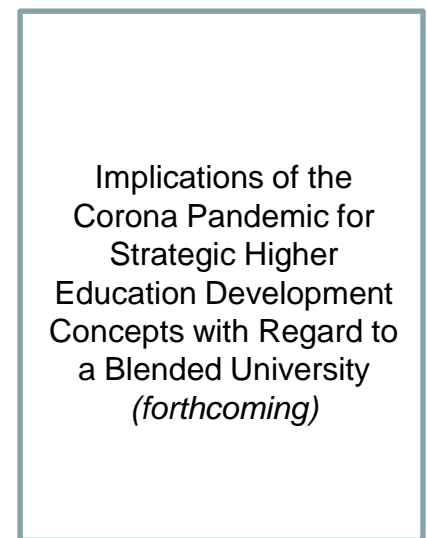 Implications of the
Corona Pandemic for
Strategic Higher
Education Development
Concepts with Regard to
a Blended University
(forthcoming)